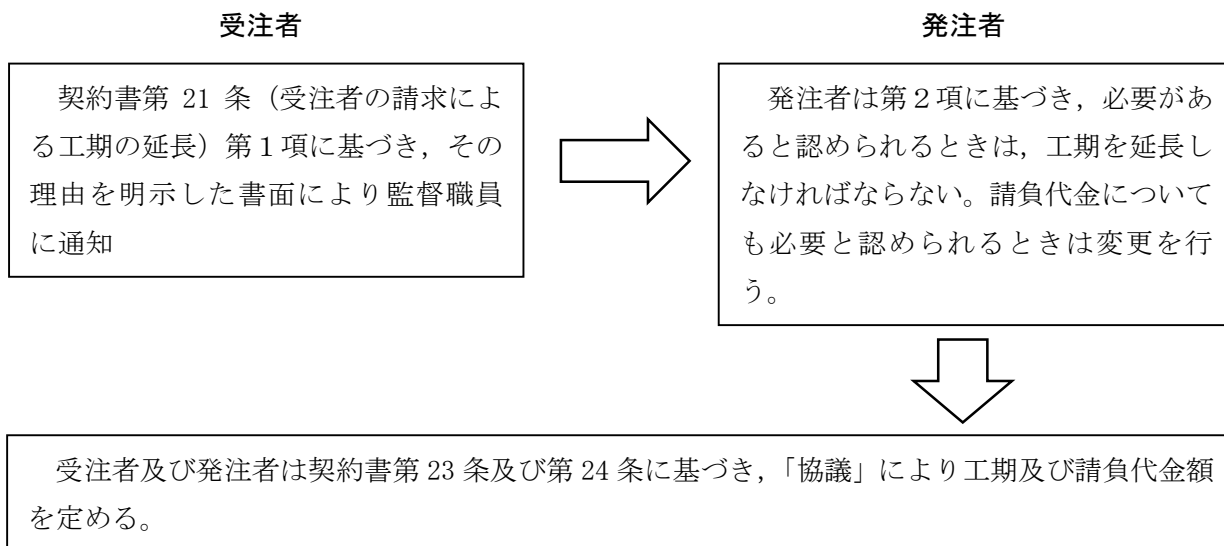 受注者
発注者
契約書第 21 条（受注者の請求によ
る工期の延長）第１項に基づき，その
理由を明示した書面により監督職員
に通知
発注者は第２項に基づき，必要があ
ると認められるときは，工期を延長し
なければならない。請負代金について
も必要と認められるときは変更を行
う。
受注者及び発注者は契約書第 23 条及び第 24 条に基づき，「協議」により工期及び請負代金額
を定める。